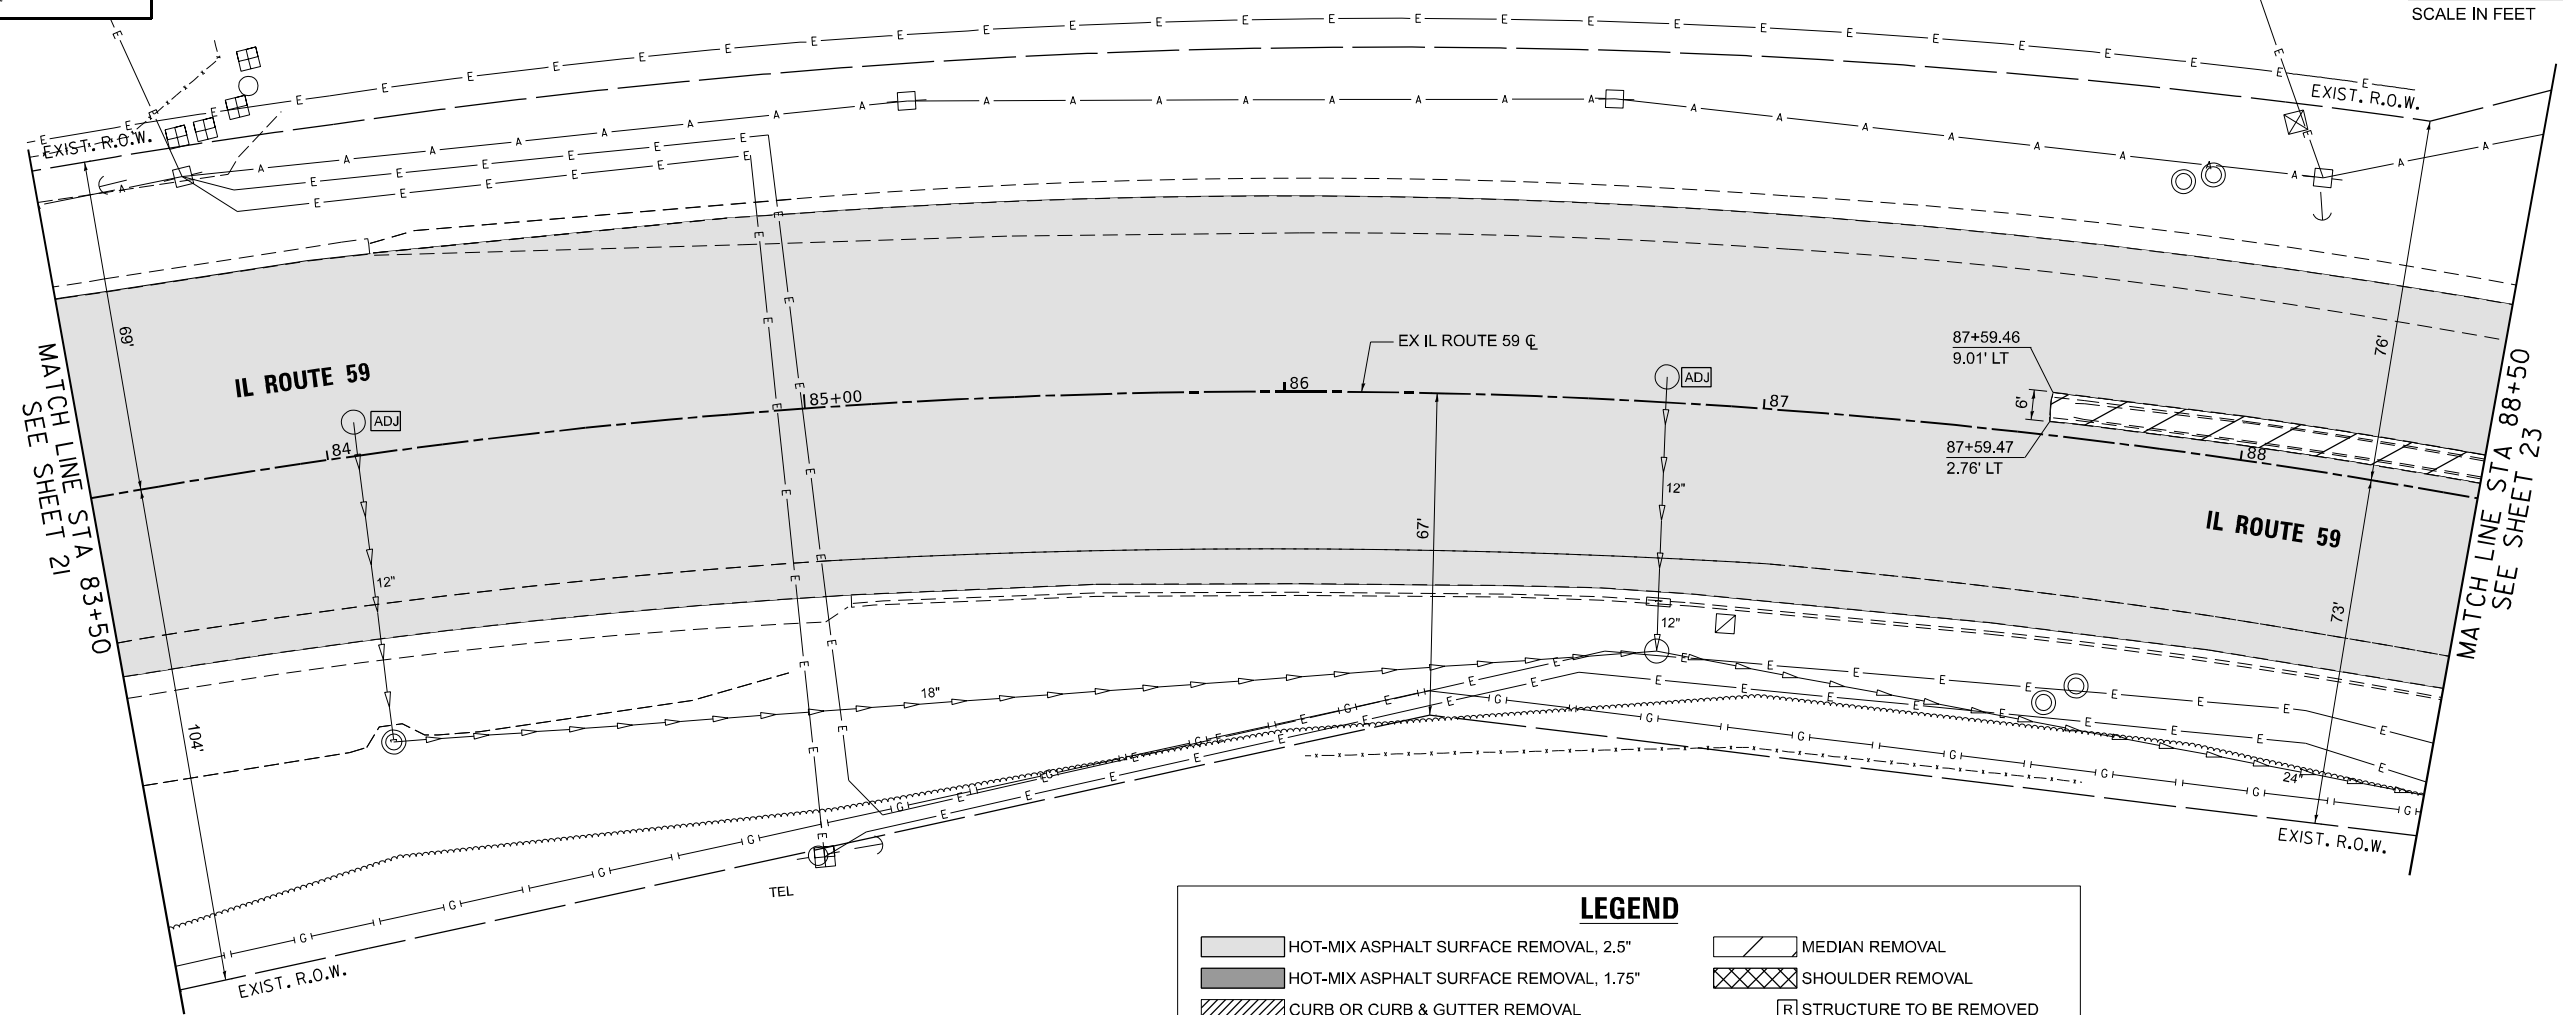 SCALE IN FEET
EXIST. R.O.W.
EXIST. R.O.W.
69'
76'
IL ROUTE 59
EX IL ROUTE 59 ℄
87+59.46
9.01' LT
6'
87+59.47
2.76' LT
ADJ
ADJ
84
85+00
86
87
88
MATCH LINE STA 83+50
SEE SHEET 21
MATCH LINE STA 88+50
SEE SHEET 23
12"
12"
12"
67'
73'
IL ROUTE 59
104'
18"
24"
TEL
EXIST. R.O.W.
EXIST. R.O.W.
LEGEND
HOT-MIX ASPHALT SURFACE REMOVAL, 2.5"
MEDIAN REMOVAL
HOT-MIX ASPHALT SURFACE REMOVAL, 1.75"
SHOULDER REMOVAL
CURB OR CURB & GUTTER REMOVAL
R STRUCTURE TO BE REMOVED